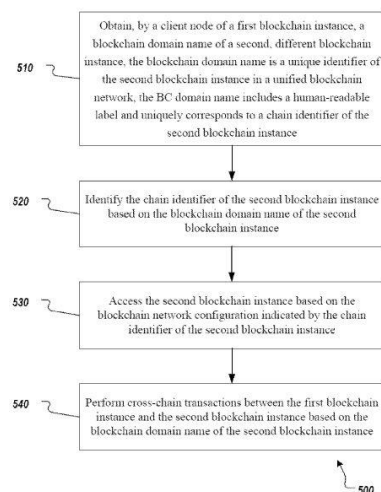 510
Obtain, by a client node of a first blockchain instance, a
blockchain domain name of a second, different blockchain
instance, the blockchain domain name is a unique identifier of
the second blockchain instance in a unified blockchain
network, the BC domain name includes a human-readable
label and uniquely corresponds to a chain identifier of the
second blockchain instance
520
Identify the chain identifier of the second blockchain instance
based on the blockchain domain name of the second
blockchain instance
530
Access the second blockchain instance based on the
blockchain network configuration indicated by the chain
identifier of the second blockchain instance
540
Perform cross-chain transactions between the first blockchain
instance and the second blockchain instance based on the
blockchain domain name of the second blockchain instance
500